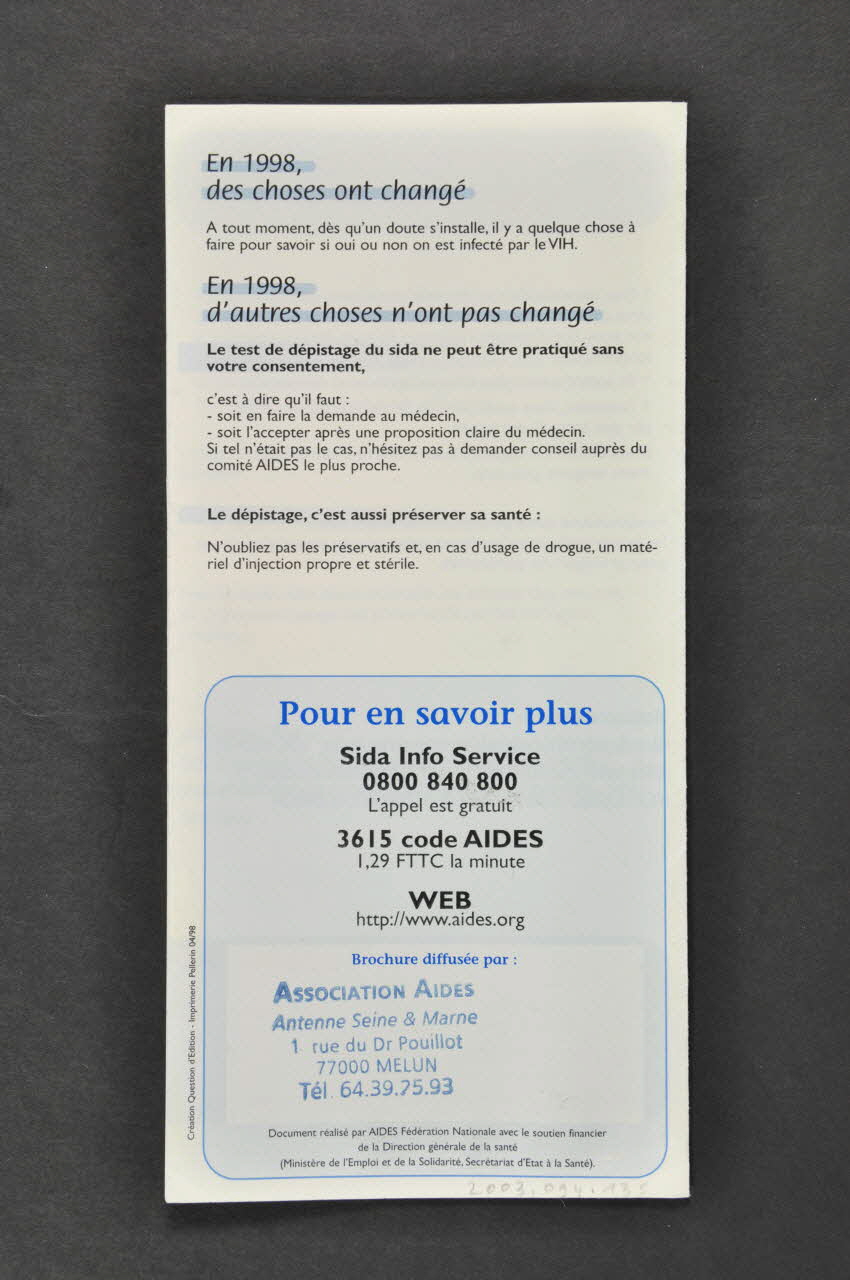 En 1998,
des choses ont changé
A tout moment, dès qu'un doute s'installe, il y a quelque chose à
faire pour savoir si oui ou non on est infecté par le VIH.
En 1998,
d'autres choses n'ont pas changé
Le test de dépistage du sida ne peut être pratiqué sans
votre consentement,
c'est à dire qu'il faut :
- soit en faire la demande au médecin,
- soit l'accepter après une proposition claire du médecin.
Si tel n'était pas le cas, n'hésitez pas à demander conseil auprès du
comité AIDES le plus proche.
Le dépistage, c'est aussi préserver sa santé :
N'oubliez pas les préservatifs et, en cas d'usage de drogue, un maté-
riel d'injection propre et stérile.
Pour en savoir plus
Sida Info Service
0800 840 800
L'appel est gratuit
3615 code AIDES
1,29 FTTC la minute
WEB
http://www.aides.org
Brochure diffusée par :
ASSOCIATION AIDES
Antenne Seine & Marne
1 rue du Dr Pouillot
77000 MELUN
Tél. 64.39.75.93
Document réalisé par AIDES Fédération Nationale avec le soutien financier
de la Direction générale de la santé
(Ministère de l'Emploi et de la Solidarité, Secrétariat d'Etat à la Santé).
Création Question d'Edition - Imprimerie Pellerin 04/98